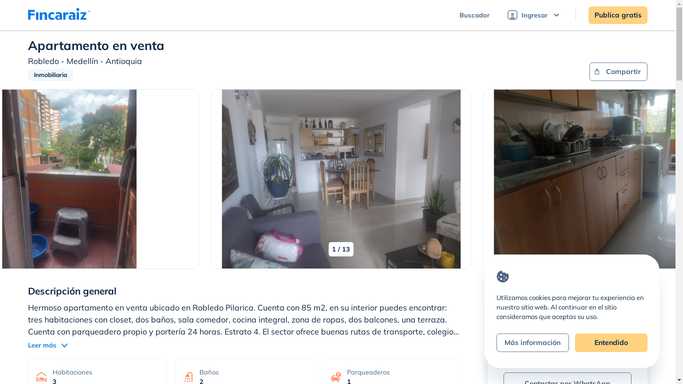 Fincaraiz
Buscador
Ingresar
Publica gratis
Apartamento en venta
Robledo - Medellín - Antioquia
Inmobiliaria
Compartir
1 / 13
Descripción general
Hermoso apartamento en venta ubicado en Robledo Pilarica. Cuenta con 85 m2, en su interior puedes encontrar:
tres habitaciones con closet, dos baños, sala comedor, cocina integral, zona de ropas, dos balcones, una terraza.
Cuenta con parqueadero propio y portería 24 horas. Estrato 4. El sector ofrece buenas rutas de transporte, colegio...
Leer más
Habitaciones
3
Baños
2
Parqueaderos
1
Utilizamos cookies para mejorar tu experiencia en
nuestro sitio web. Al continuar en el sitio
consideramos que aceptas su uso.
Más información
Entendido
Contactar por WhatsApp